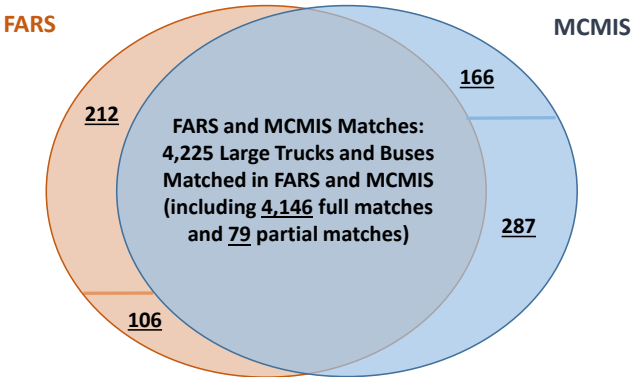 FARS
MCMIS
166
212
FARS and MCMIS Matches:
4,225 Large Trucks and Buses
Matched in FARS and MCMIS
(including 4,146 full matches
and 79 partial matches)
287
106